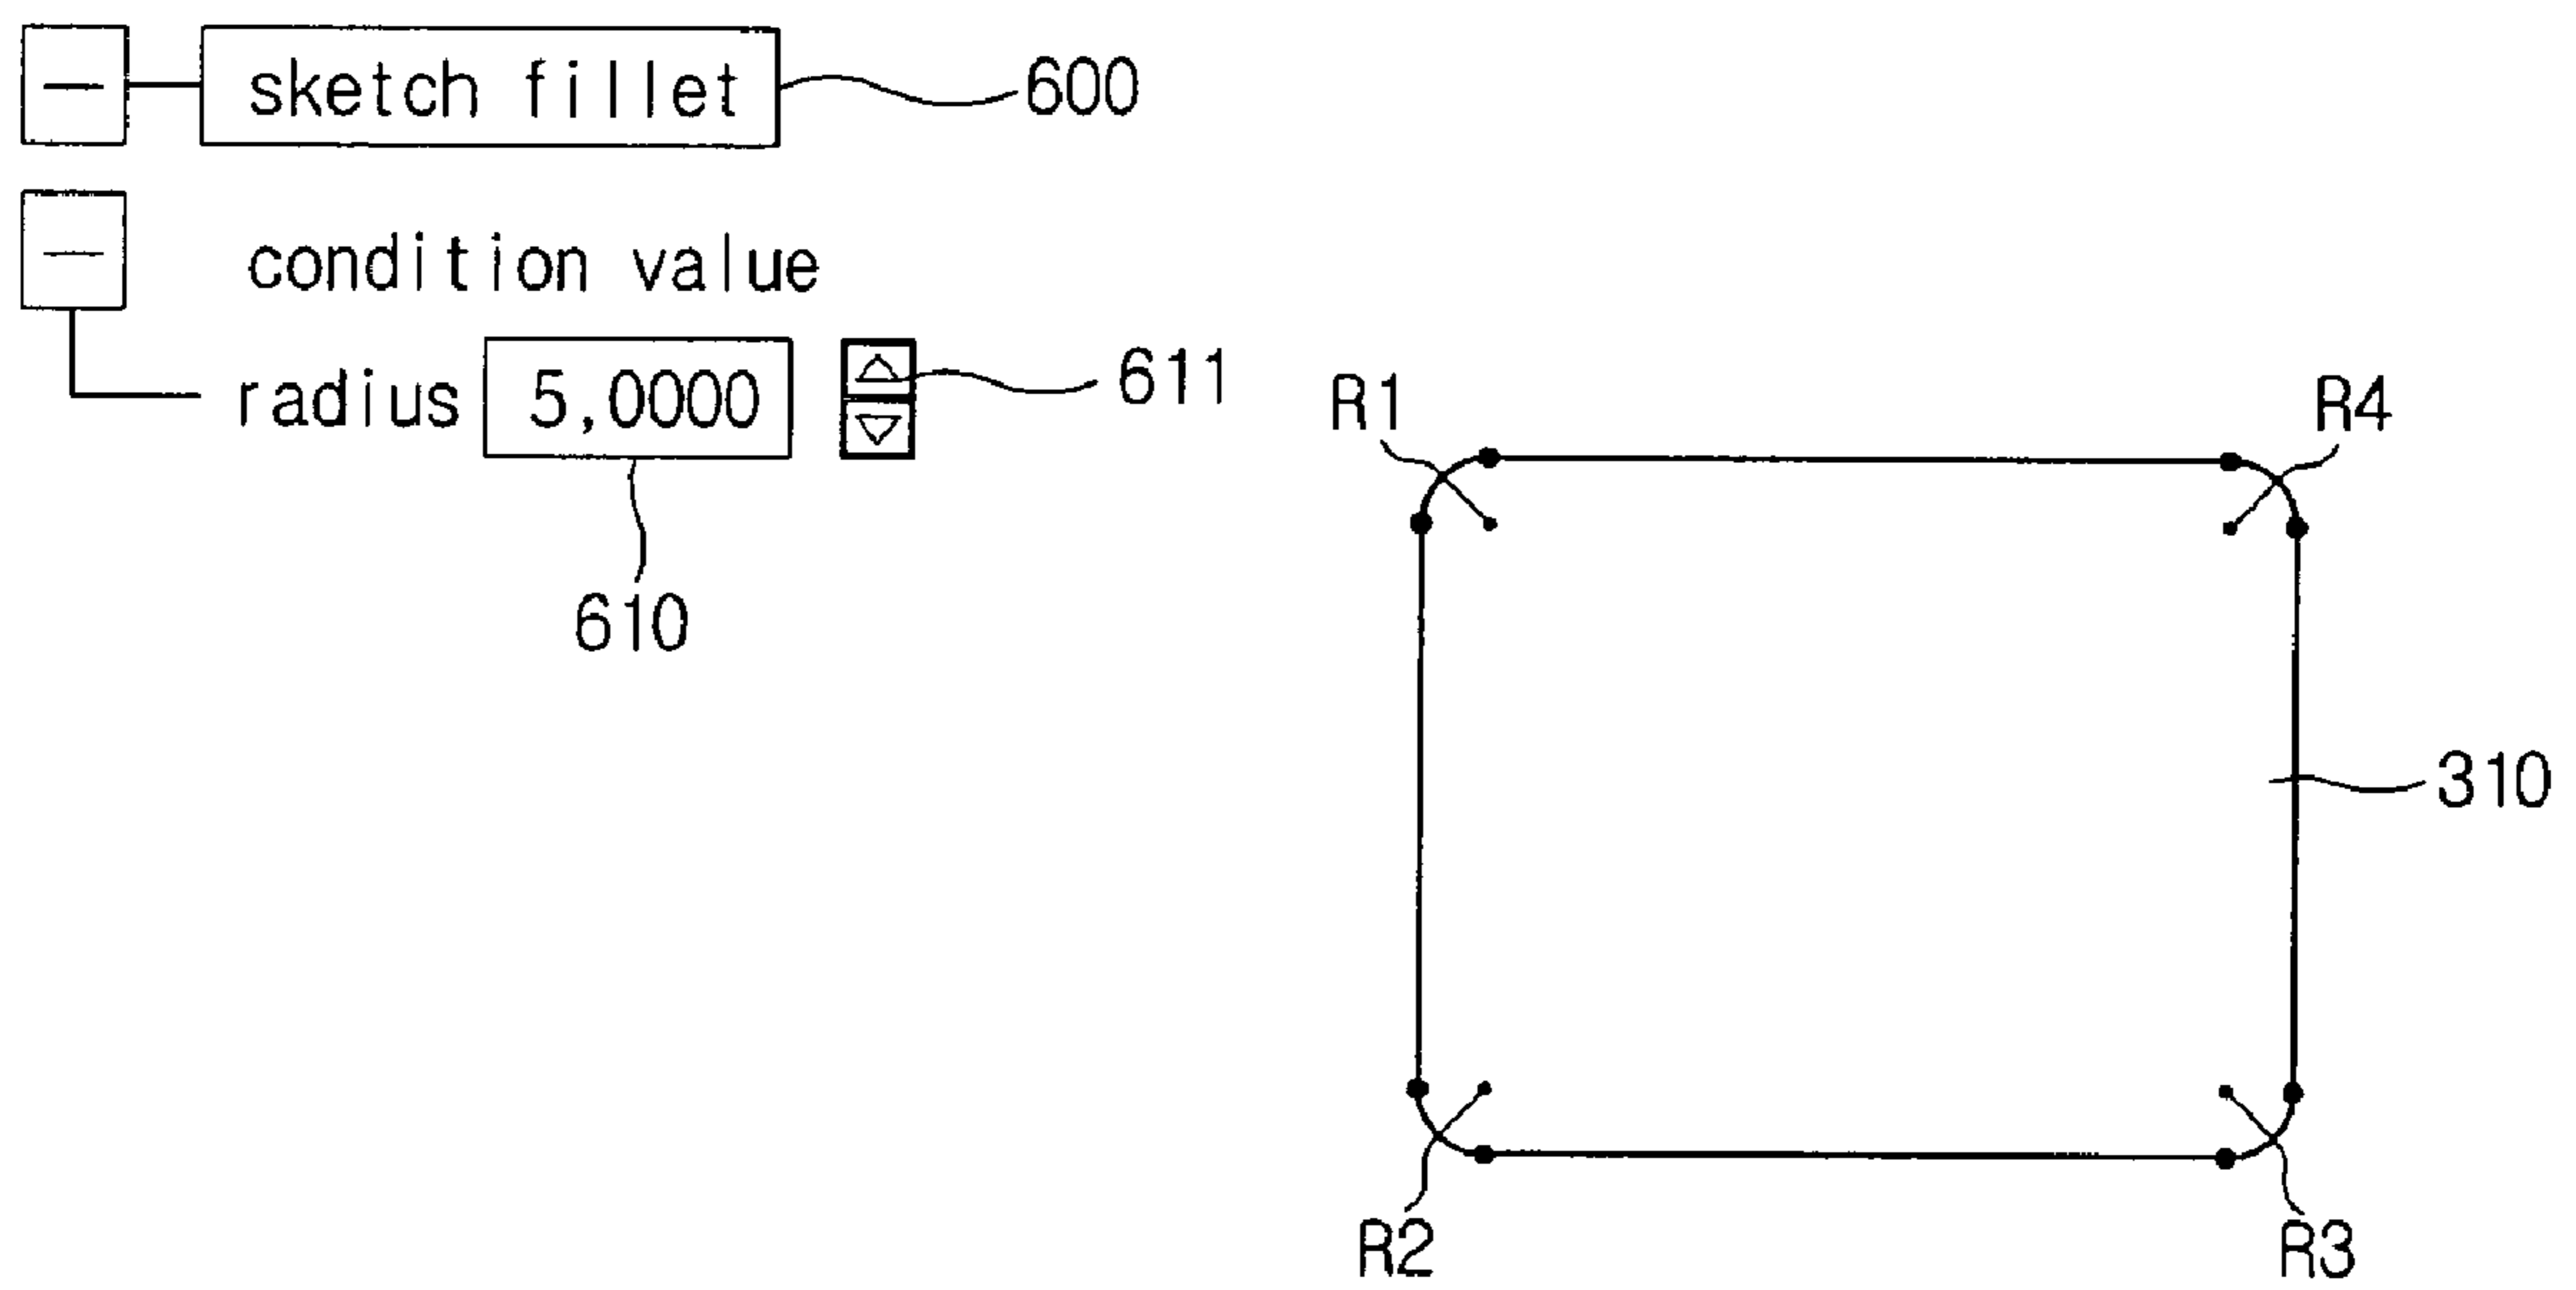 sketch fillet 600
condition value
radius 5,0000 611
610
R1 R4
310
R2 R3